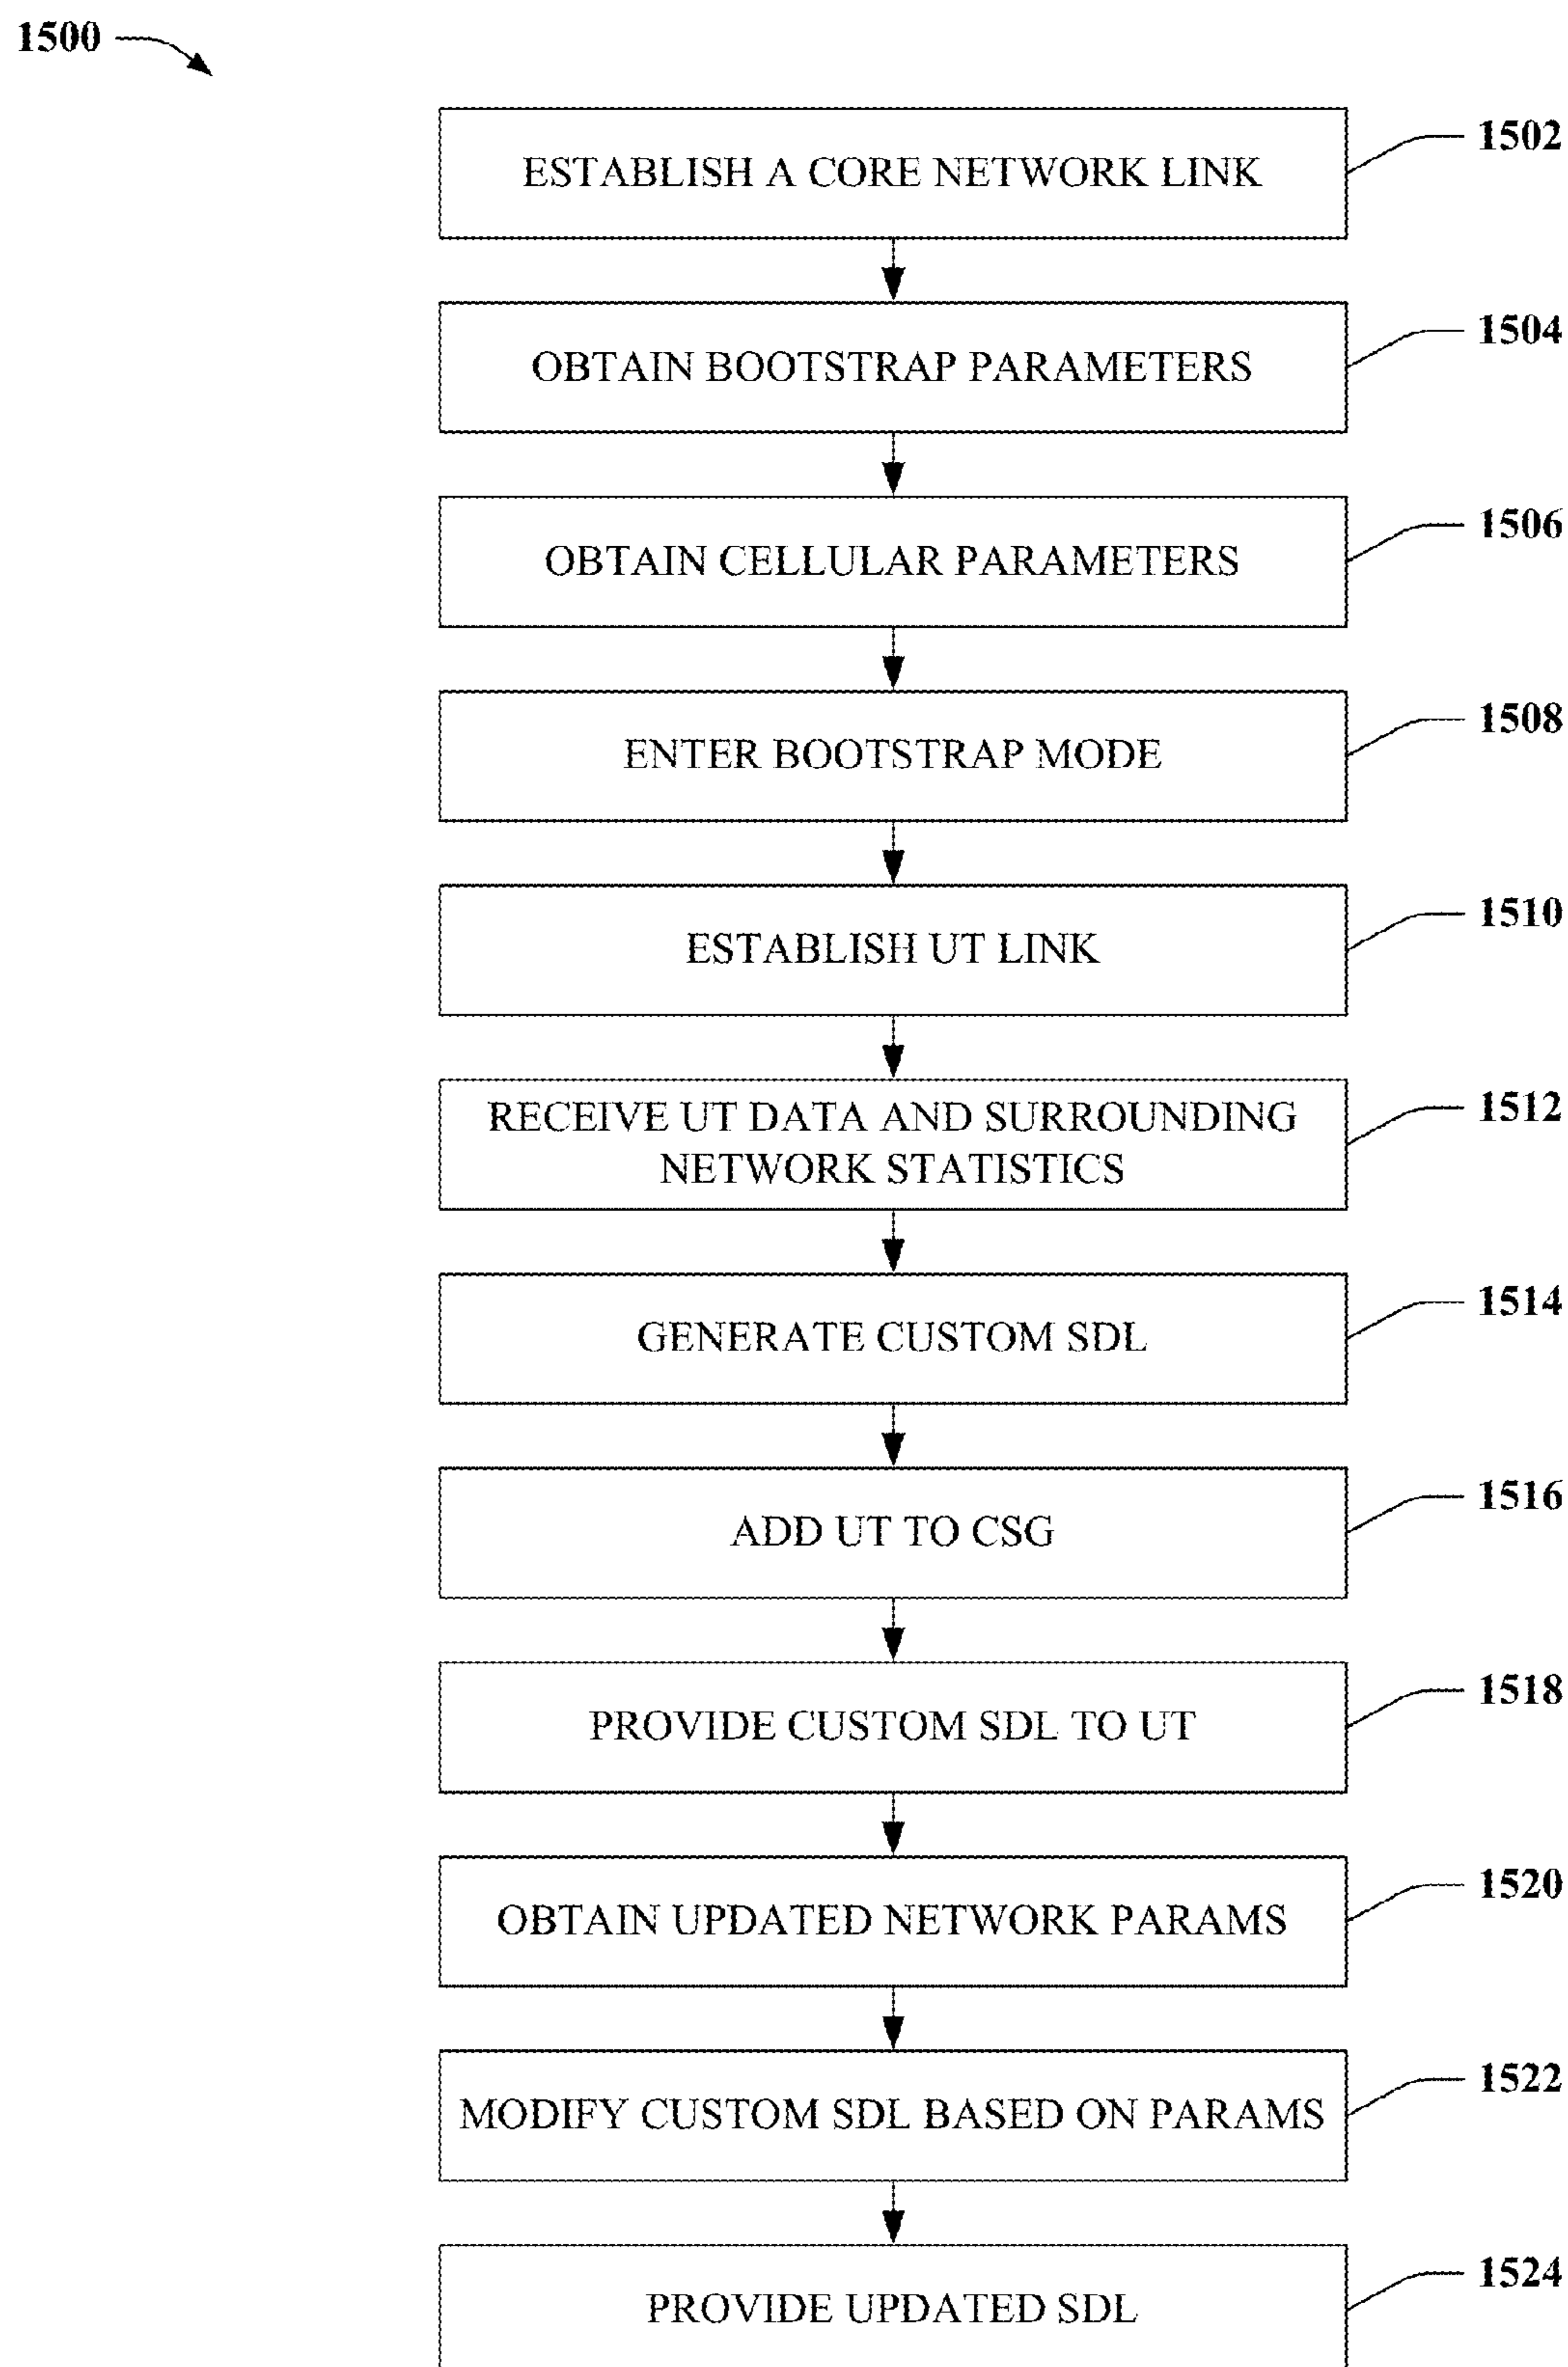 1500
ESTABLISH A CORE NETWORK LINK
1502
OBTAIN BOOTSTRAP PARAMETERS
1504
OBTAIN CELLULAR PARAMETERS
1506
ENTER BOOTSTRAP MODE
1508
ESTABLISH UT LINK
1510
RECEIVE UT DATA AND SURROUNDING
NETWORK STATISTICS
1512
GENERATE CUSTOM SDL
1514
ADD UT TO CSG
1516
PROVIDE CUSTOM SDL TO UT
1518
OBTAIN UPDATED NETWORK PARAMS
1520
MODIFY CUSTOM SDL BASED ON PARAMS
1522
PROVIDE UPDATED SDL
1524